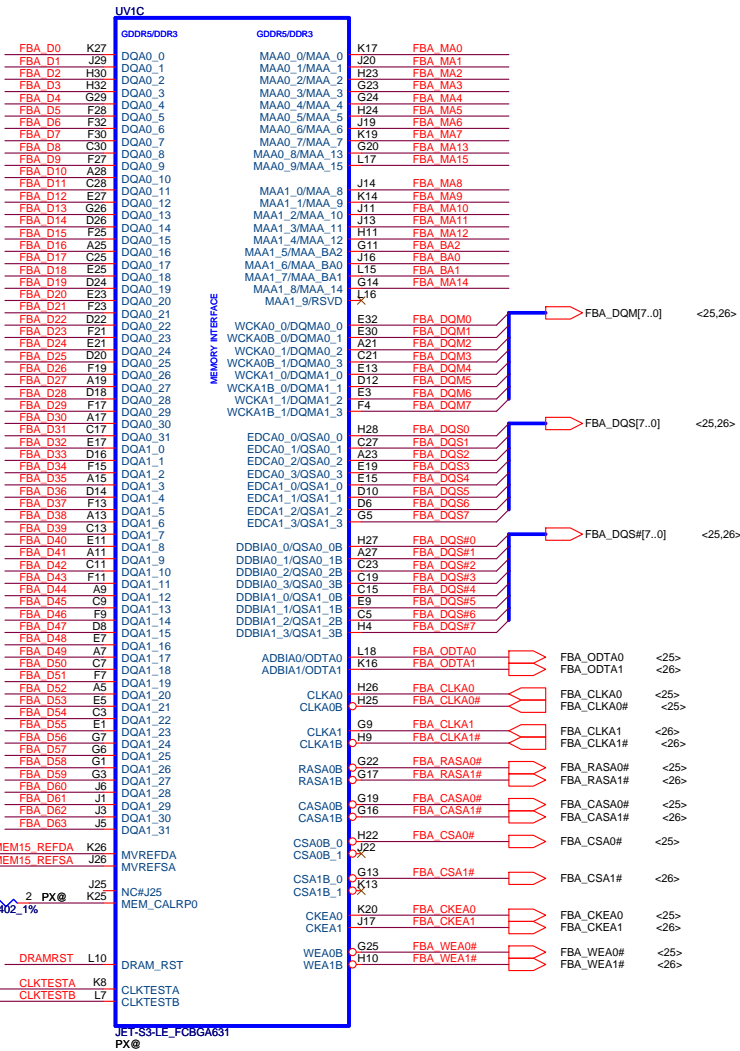 UV1C
GDDR5/DDR3 GDDR5/DDR3
FBA_D0 K27 DQA0_0 MAA0_0/MAA_0 K17 FBA_MA0
FBA_D1 J29 DQA0_1 MAA0_1/MAA_1 J20 FBA_MA1
FBA_D2 H30 DQA0_2 MAA0_2/MAA_2 H23 FBA_MA2
FBA_D3 H32 DQA0_3 MAA0_3/MAA_3 G23 FBA_MA3
FBA_D4 G29 DQA0_4 MAA0_4/MAA_4 G24 FBA_MA4
FBA_D5 F28 DQA0_5 MAA0_5/MAA_5 H24 FBA_MA5
FBA_D6 F32 DQA0_6 MAA0_6/MAA_6 J19 FBA_MA6
FBA_D7 F30 DQA0_7 MAA0_7/MAA_7 K19 FBA_MA7
FBA_D8 C30 DQA0_8 MAA0_8/MAA_13 G20 FBA_MA13
FBA_D9 F27 DQA0_9 MAA0_9/MAA_15 L17 FBA_MA15
FBA_D10 A28 DQA0_10
FBA_D11 C28 DQA0_11 MAA1_0/MAA_8 J14 FBA_MA8
FBA_D12 E27 DQA0_12 MAA1_1/MAA_9 K14 FBA_MA9
FBA_D13 G26 DQA0_13 MAA1_2/MAA_10 J11 FBA_MA10
FBA_D14 D26 DQA0_14 MAA1_3/MAA_11 J13 FBA_MA11
FBA_D15 F25 DQA0_15 MAA1_4/MAA_12 H11 FBA_MA12
FBA_D16 A25 DQA0_16 MAA1_5/MAA_BA2 G11 FBA_BA2
FBA_D17 C25 DQA0_17 MAA1_6/MAA_BA0 J16 FBA_BA0
FBA_D18 E25 DQA0_18 MAA1_7/MAA_BA1 L15 FBA_BA1
FBA_D19 D24 DQA0_19 MAA1_8/MAA_14 G14 FBA_MA14
FBA_D20 E23 DQA0_20 MAA1_9/RSVD L16
FBA_D21 F23 DQA0_21
FBA_D22 D22 DQA0_22 WCKA0_0/DQMA0_0 E32 FBA_DQM0 FBA_DQM[7..0] <25,26>
FBA_D23 F21 DQA0_23 WCKA0B_0/DQMA0_1 E30 FBA_DQM1
FBA_D24 E21 DQA0_24 WCKA0_1/DQMA0_2 A21 FBA_DQM2
FBA_D25 D20 DQA0_25 WCKA0B_1/DQMA0_3 C21 FBA_DQM3
FBA_D26 F19 DQA0_26 WCKA1_0/DQMA1_0 E13 FBA_DQM4
FBA_D27 A19 DQA0_27 WCKA1B_0/DQMA1_1 D12 FBA_DQM5
FBA_D28 D18 DQA0_28 WCKA1_1/DQMA1_2 E3 FBA_DQM6
FBA_D29 F17 DQA0_29 WCKA1B_1/DQMA1_3 F4 FBA_DQM7
MEMORY INTERFACE
FBA_D30 A17 DQA0_30
FBA_D31 C17 DQA0_31 EDCA0_0/QSA0_0 H28 FBA_DQS0 FBA_DQS[7..0] <25,26>
FBA_D32 E17 DQA1_0 EDCA0_1/QSA0_1 C27 FBA_DQS1
FBA_D33 D16 DQA1_1 EDCA0_2/QSA0_2 A23 FBA_DQS2
FBA_D34 F15 DQA1_2 EDCA0_3/QSA0_3 E19 FBA_DQS3
FBA_D35 A15 DQA1_3 EDCA1_0/QSA1_0 E15 FBA_DQS4
FBA_D36 D14 DQA1_4 EDCA1_1/QSA1_1 D10 FBA_DQS5
FBA_D37 F13 DQA1_5 EDCA1_2/QSA1_2 D6 FBA_DQS6
FBA_D38 A13 DQA1_6 EDCA1_3/QSA1_3 G5 FBA_DQS7
FBA_D39 C13 DQA1_7
FBA_D40 E11 DQA1_8 DDBIA0_0/QSA0_0B H27 FBA_DQS#0 FBA_DQS#[7..0] <25,26>
FBA_D41 A11 DQA1_9 DDBIA0_1/QSA0_1B A27 FBA_DQS#1
FBA_D42 C11 DQA1_10 DDBIA0_2/QSA0_2B C23 FBA_DQS#2
FBA_D43 F11 DQA1_11 DDBIA0_3/QSA0_3B C19 FBA_DQS#3
FBA_D44 A9 DQA1_12 DDBIA1_0/QSA1_0B C15 FBA_DQS#4
FBA_D45 C9 DQA1_13 DDBIA1_1/QSA1_1B E9 FBA_DQS#5
FBA_D46 F9 DQA1_14 DDBIA1_2/QSA1_2B C5 FBA_DQS#6
FBA_D47 D8 DQA1_15 DDBIA1_3/QSA1_3B H4 FBA_DQS#7
FBA_D48 E7 DQA1_16
FBA_D49 A7 DQA1_17 ADBIA0/ODTA0 L18 FBA_ODTA0 FBA_ODTA0 <25>
FBA_D50 C7 DQA1_18 ADBIA1/ODTA1 K16 FBA_ODTA1 FBA_ODTA1 <26>
FBA_D51 F7 DQA1_19
FBA_D52 A5 DQA1_20 CLKA0 H26 FBA_CLKA0 FBA_CLKA0 <25>
FBA_D53 E5 DQA1_21 CLKA0B H25 FBA_CLKA0# FBA_CLKA0# <25>
FBA_D54 C3 DQA1_22
FBA_D55 E1 DQA1_23 CLKA1 G9 FBA_CLKA1 FBA_CLKA1 <26>
FBA_D56 G7 DQA1_24 CLKA1B H9 FBA_CLKA1# FBA_CLKA1# <26>
FBA_D57 G6 DQA1_25
FBA_D58 G1 DQA1_26 RASA0B G22 FBA_RASA0# FBA_RASA0# <25>
FBA_D59 G3 DQA1_27 RASA1B G17 FBA_RASA1# FBA_RASA1# <26>
FBA_D60 J6 DQA1_28
FBA_D61 J1 DQA1_29 CASA0B G19 FBA_CASA0# FBA_CASA0# <25>
FBA_D62 J3 DQA1_30 CASA1B G16 FBA_CASA1# FBA_CASA1# <26>
FBA_D63 J5 DQA1_31
CSA0B_0 H22 FBA_CSA0# FBA_CSA0# <25>
MEM15_REFDA K26 MVREFDA CSA0B_1 J22
MEM15_REFSA J26 MVREFSA
CSA1B_0 G13 FBA_CSA1# FBA_CSA1# <26>
J25 NC#J25 CSA1B_1 K13
2 PX@ K25 MEM_CALRP0
402_1%
CKEA0 K20 FBA_CKEA0 FBA_CKEA0 <25>
CKEA1 J17 FBA_CKEA1 FBA_CKEA1 <26>
WEA0B G25 FBA_WEA0# FBA_WEA0# <25>
DRAMRST L10 DRAM_RST WEA1B H10 FBA_WEA1# FBA_WEA1# <26>
CLKTESTA K8 CLKTESTA
CLKTESTB L7 CLKTESTB
JET-S3-LE_FCBGA631
PX@